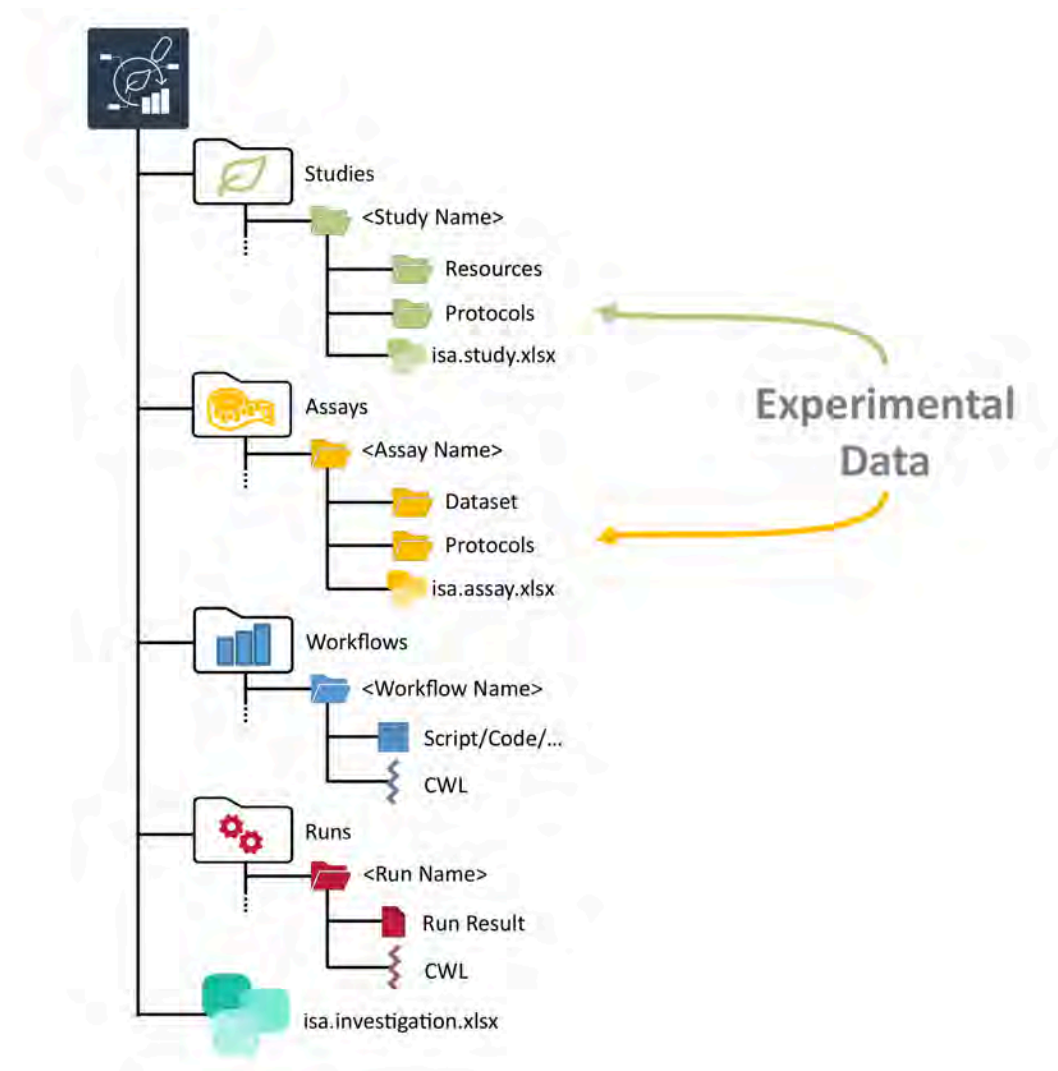 Studies
<Study Name>
Resources
Protocols
isa.study.xlsx
Assays
<Assay Name>
Dataset
Protocols
isa.assay.xlsx
Workflows
<Workflow Name>
Script/Code/...
CWL
Runs
<Run Name>
Run Result
CWL
isa.investigation.xlsx
Experimental
Data